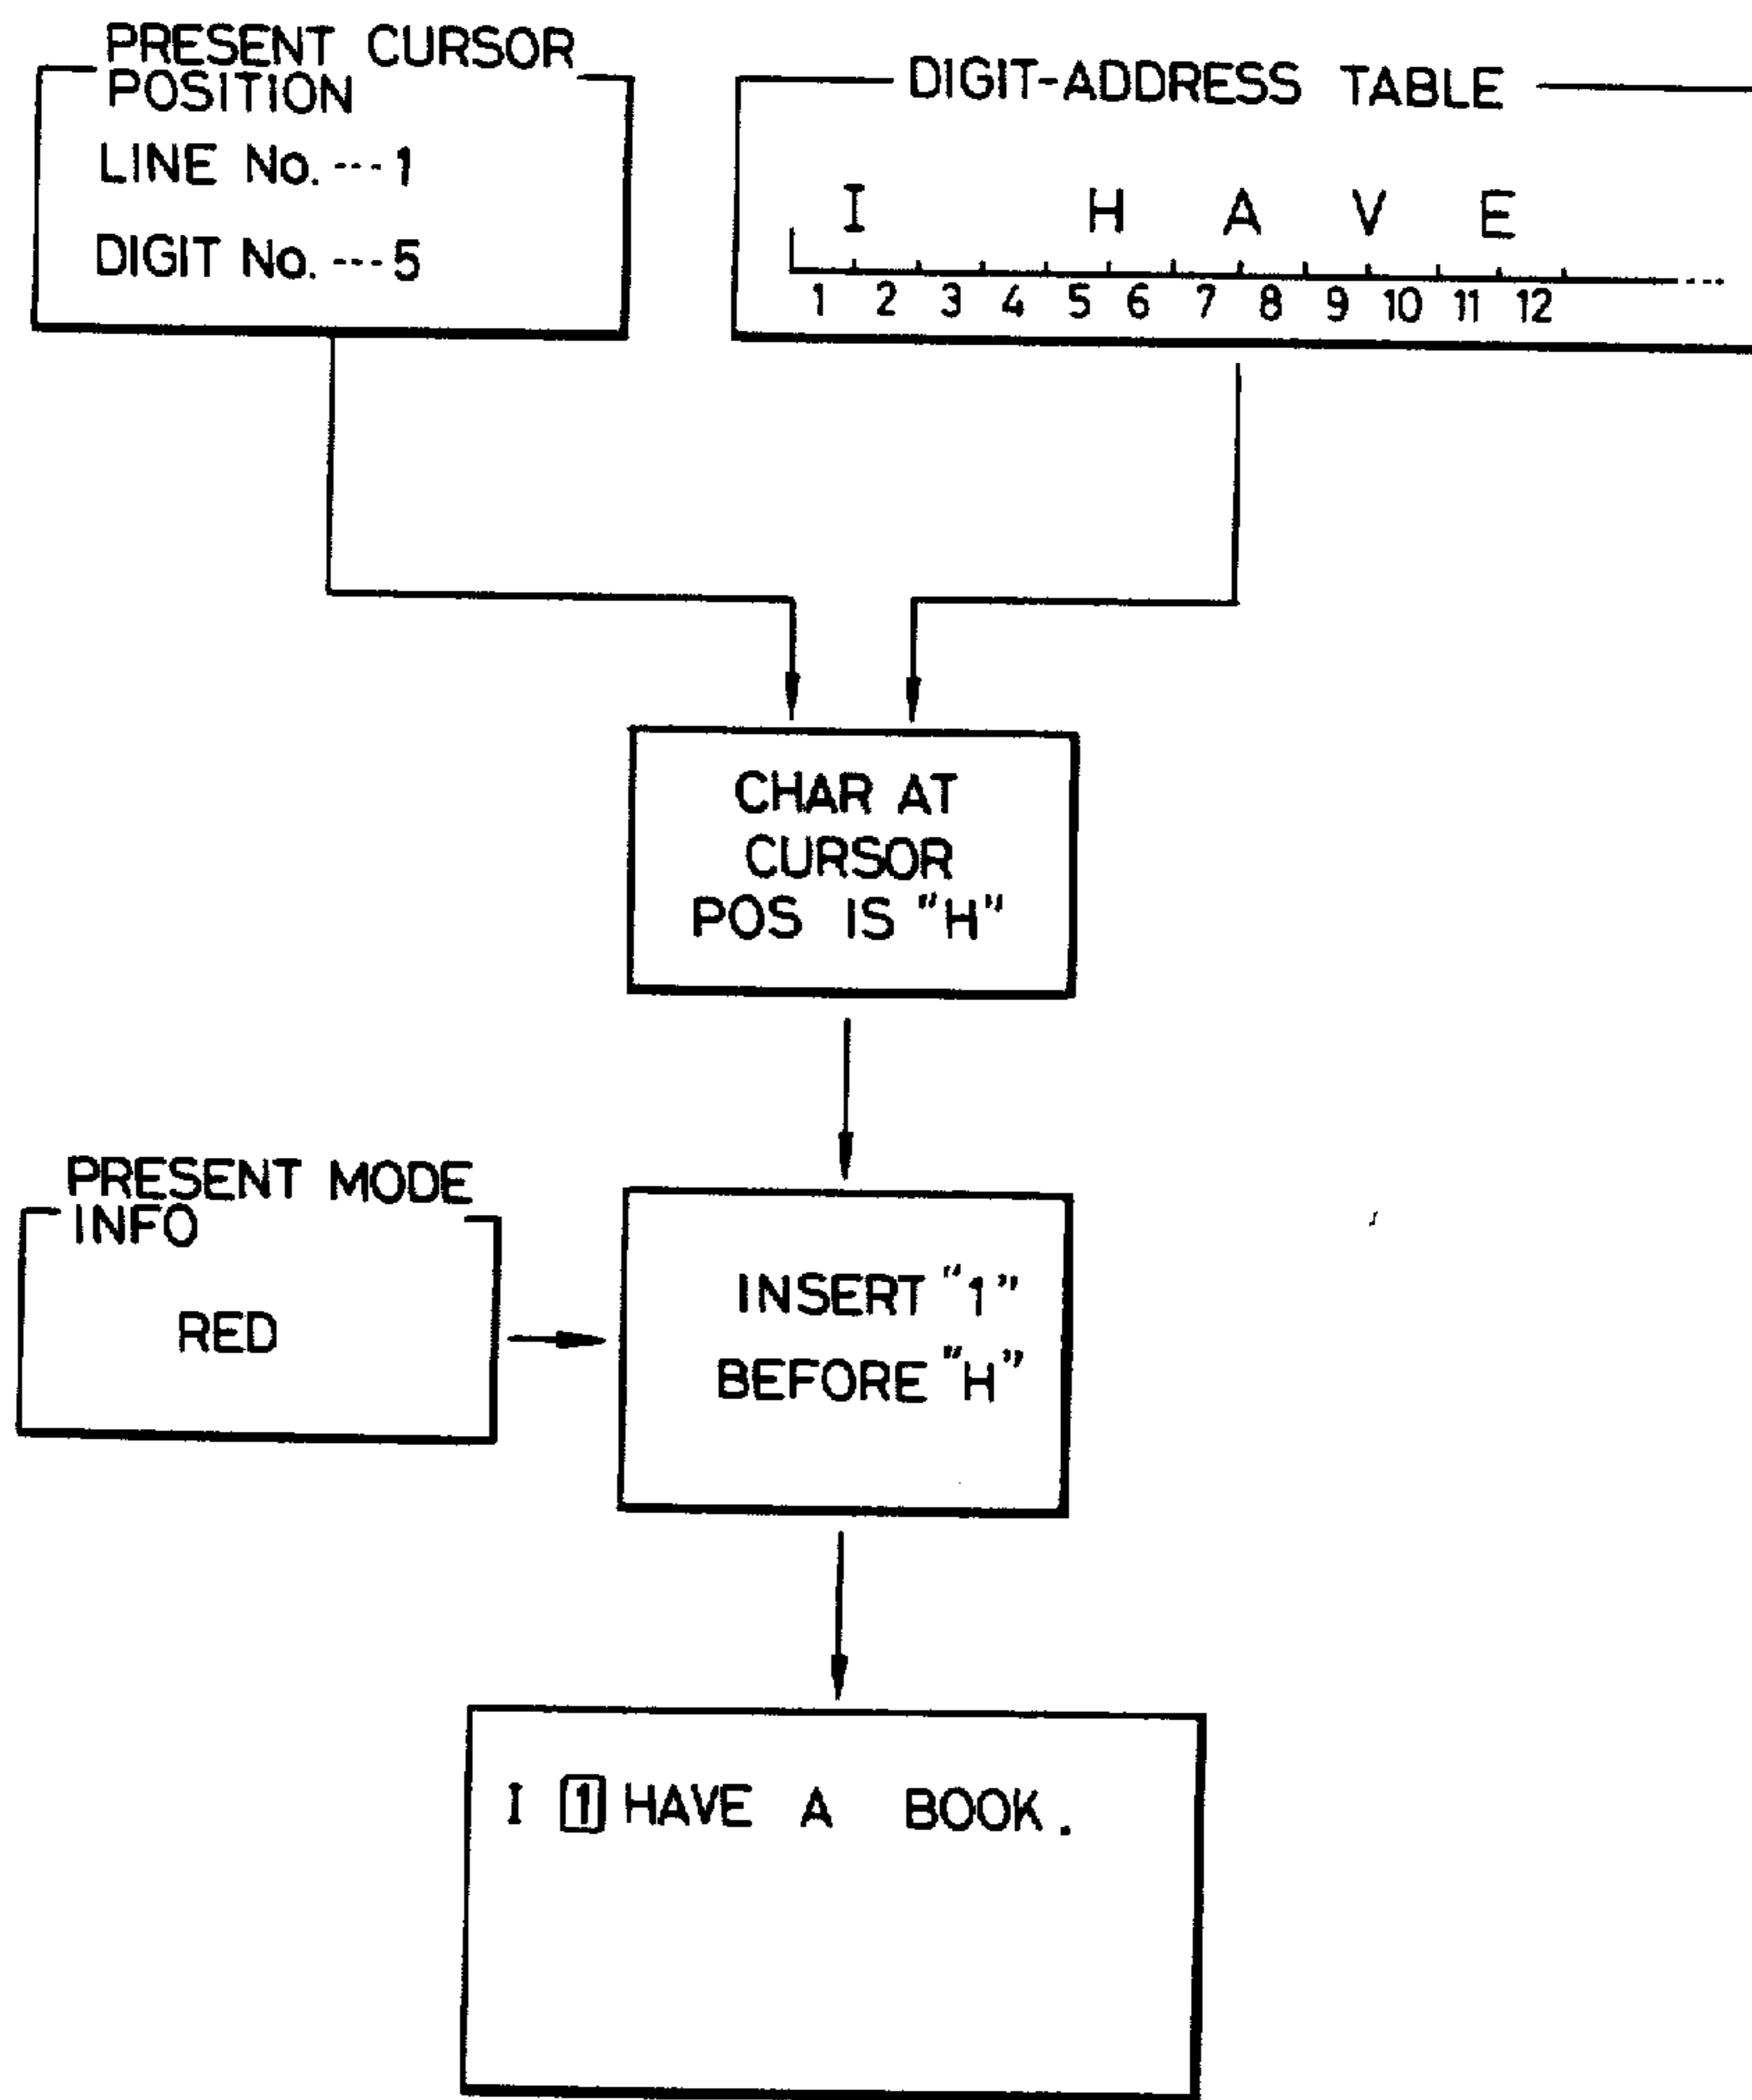 PRESENT CURSOR
POSITION
LINE No. --- 1
DIGIT No. --- 5
DIGIT-ADDRESS TABLE
I H A V E
1 2 3 4 5 6 7 8 9 10 11 12 ---
CHAR AT
CURSOR
POS IS "H"
PRESENT MODE
INFO
RED
INSERT "1"
BEFORE "H"
I 1 HAVE A BOOK.